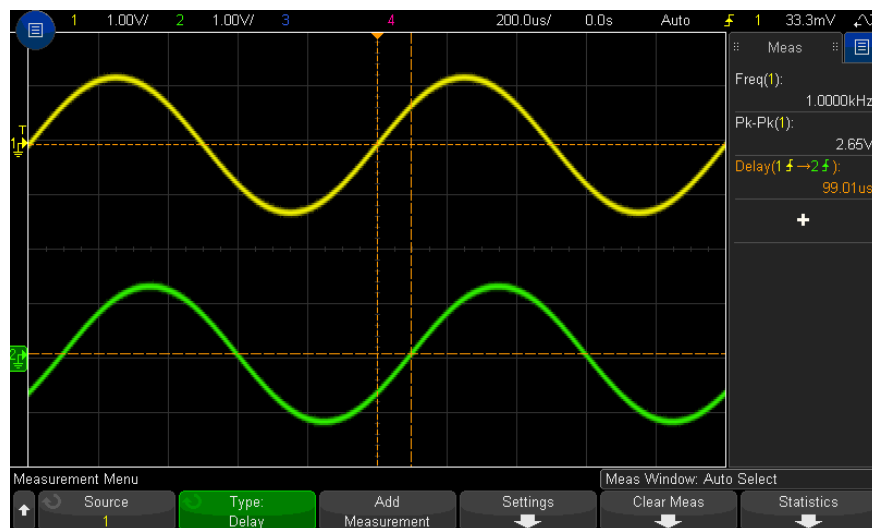 1 1.00V/ 2 1.00V/ 3 4 200.0us/ 0.0s Auto 1 33.3mV
Meas
Freq(1):
1.0000kHz
Pk-Pk(1):
2.65V
Delay(1→2):
99.01us
+
T
1
2
Measurement Menu Meas Window: Auto Select
Source Type: Add Settings Clear Meas Statistics
1 Delay Measurement